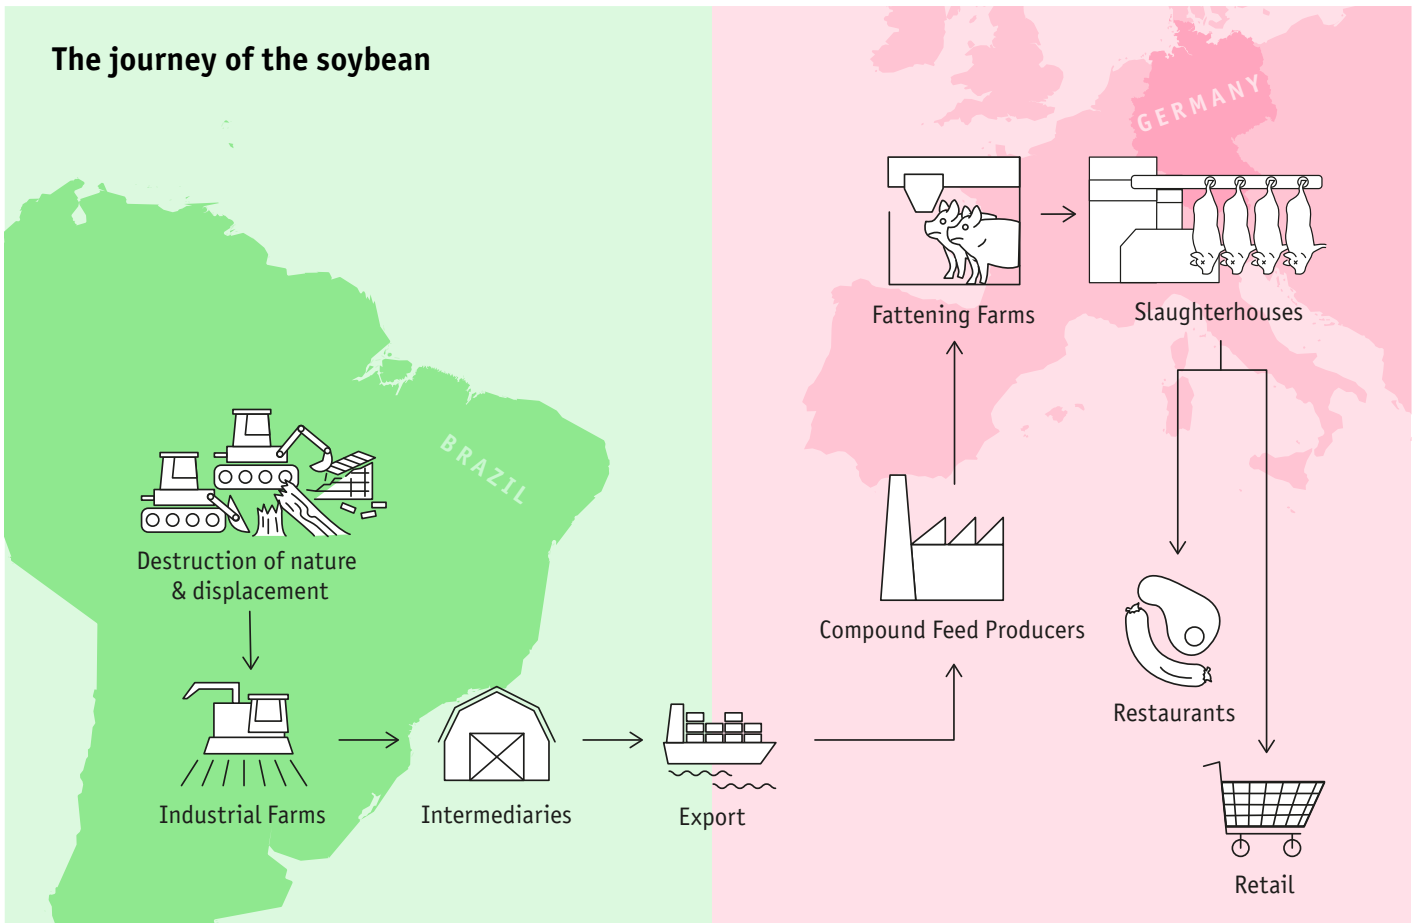 The journey of the soybean
GERMANY
Fattening Farms
Slaughterhouses
BRAZIL
Destruction of nature
& displacement
Compound Feed Producers
Restaurants
Industrial Farms
Intermediaries
Export
Retail